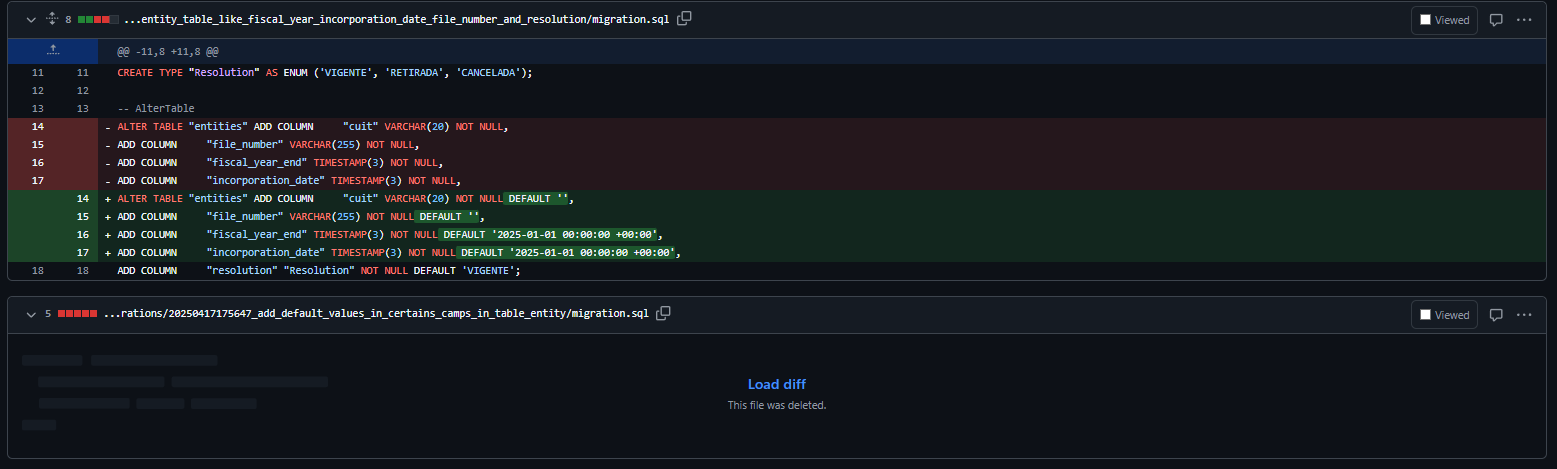 8 ...entity_table_like_fiscal_year_incorporation_date_file_number_and_resolution/migration.sql Viewed ...
@@ -11,8 +11,8 @@
11 11 CREATE TYPE "Resolution" AS ENUM ('VIGENTE', 'RETIRADA', 'CANCELADA');
12 12
13 13 -- AlterTable
14 - ALTER TABLE "entities" ADD COLUMN "cuit" VARCHAR(20) NOT NULL,
15 - ADD COLUMN "file_number" VARCHAR(255) NOT NULL,
16 - ADD COLUMN "fiscal_year_end" TIMESTAMP(3) NOT NULL,
17 - ADD COLUMN "incorporation_date" TIMESTAMP(3) NOT NULL,
14 + ALTER TABLE "entities" ADD COLUMN "cuit" VARCHAR(20) NOT NULL DEFAULT '',
15 + ADD COLUMN "file_number" VARCHAR(255) NOT NULL DEFAULT '',
16 + ADD COLUMN "fiscal_year_end" TIMESTAMP(3) NOT NULL DEFAULT '2025-01-01 00:00:00 +00:00',
17 + ADD COLUMN "incorporation_date" TIMESTAMP(3) NOT NULL DEFAULT '2025-01-01 00:00:00 +00:00',
18 18 ADD COLUMN "resolution" "Resolution" NOT NULL DEFAULT 'VIGENTE';
5 ...rations/20250417175647_add_default_values_in_certains_camps_in_table_entity/migration.sql Viewed ...
Load diff
This file was deleted.